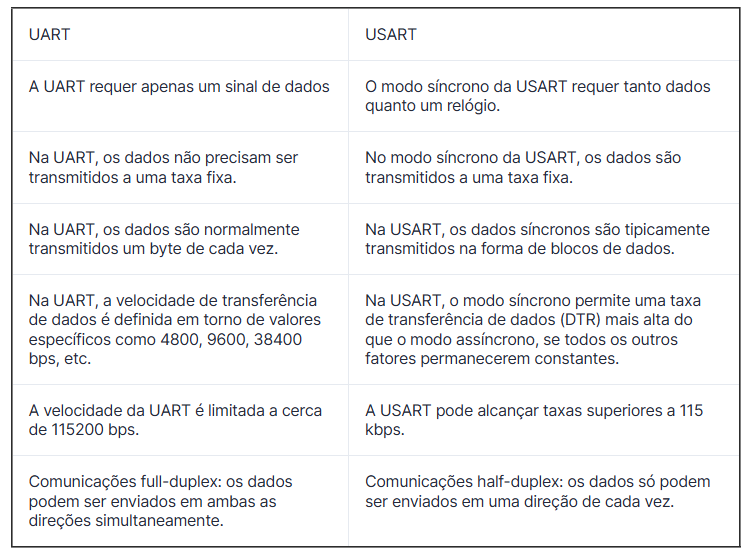 UART
USART
A UART requer apenas um sinal de dados
O modo síncrono da USART requer tanto dados
quanto um relógio.
Na UART, os dados não precisam ser
transmitidos a uma taxa fixa.
No modo síncrono da USART, os dados são
transmitidos a uma taxa fixa.
Na UART, os dados são normalmente
transmitidos um byte de cada vez.
Na USART, os dados síncronos são tipicamente
transmitidos na forma de blocos de dados.
Na UART, a velocidade de transferência
de dados é definida em torno de valores
específicos como 4800, 9600, 38400
bps, etc.
Na USART, o modo síncrono permite uma taxa
de transferência de dados (DTR) mais alta do
que o modo assíncrono, se todos os outros
fatores permanecerem constantes.
A velocidade da UART é limitada a cerca
de 115200 bps.
A USART pode alcançar taxas superiores a 115
kbps.
Comunicações full-duplex: os dados
podem ser enviados em ambas as
direções simultaneamente.
Comunicações half-duplex: os dados só podem
ser enviados em uma direção de cada vez.